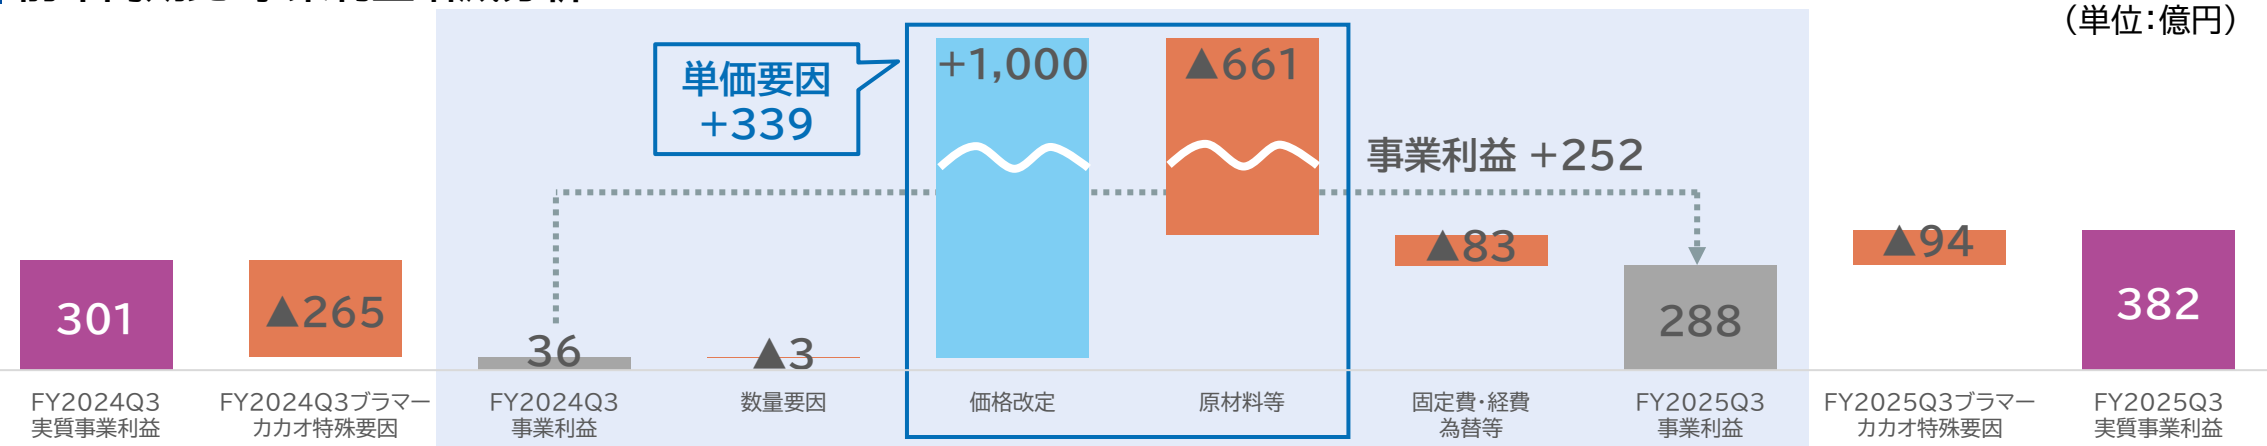 (単位:億円)
単価要因
+339
+1,000
▲661
事業利益 +252
301
▲265
36
▲3
▲83
288
▲94
382
FY2024Q3
実質事業利益
FY2024Q3ブラマー
カカオ特殊要因
FY2024Q3
事業利益
数量要因
価格改定
原材料等
固定費・経費
為替等
FY2025Q3
事業利益
FY2025Q3ブラマー
カカオ特殊要因
FY2025Q3
実質事業利益